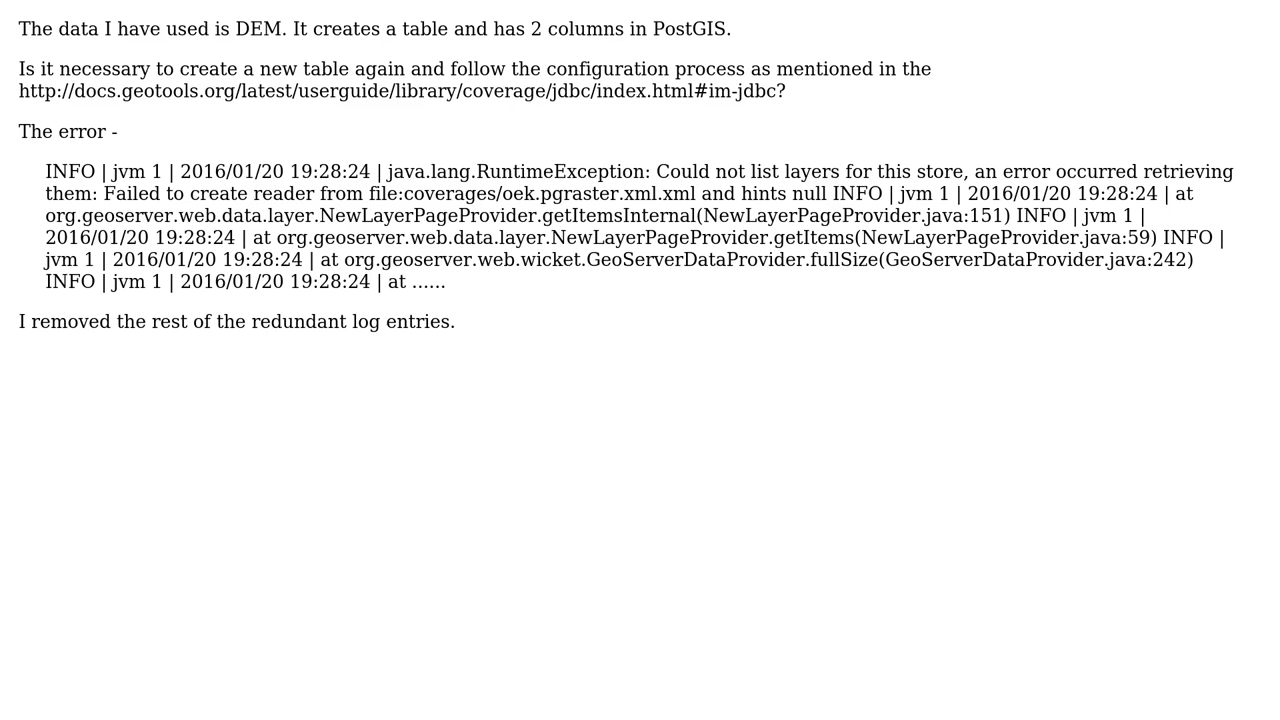 The data I have used is DEM. It creates a table and has 2 columns in PostGIS.
Is it necessary to create a new table again and follow the configuration process as mentioned in the
http://docs.geotools.org/latest/userguide/library/coverage/jdbc/index.html#im-jdbc?
The error -
INFO | jvm 1 | 2016/01/20 19:28:24 | java.lang.RuntimeException: Could not list layers for this store, an error occurred retrieving
them: Failed to create reader from file:coverages/oek.pgraster.xml.xml and hints null INFO | jvm 1 | 2016/01/20 19:28:24 | at
org.geoserver.web.data.layer.NewLayerPageProvider.getItemsInternal(NewLayerPageProvider.java:151) INFO | jvm 1 |
2016/01/20 19:28:24 | at org.geoserver.web.data.layer.NewLayerPageProvider.getItems(NewLayerPageProvider.java:59) INFO |
jvm 1 | 2016/01/20 19:28:24 | at org.geoserver.web.wicket.GeoServerDataProvider.fullSize(GeoServerDataProvider.java:242)
INFO | jvm 1 | 2016/01/20 19:28:24 | at ......
I removed the rest of the redundant log entries.